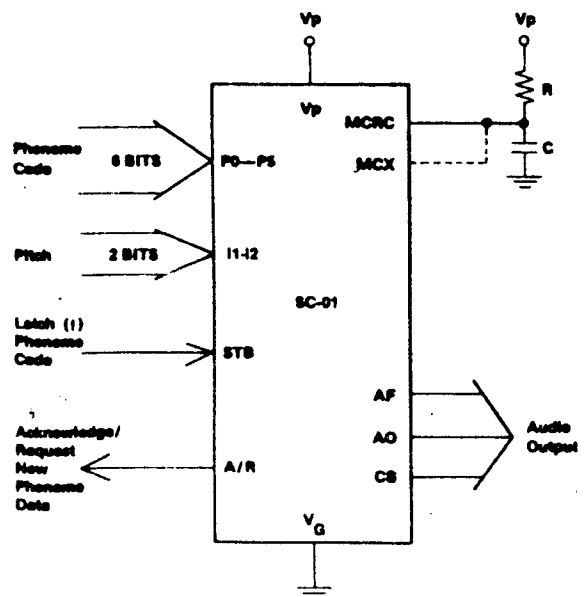 Vp
Vp
Vp
R
MCRC
C
MCX
Phoneme
Code
6 BITS
P0—P5
Pitch
2 BITS
I1-I2
SC-01
Latch (↑)
Phoneme
Code
STB
AF
AO
CB
Audio
Output
Acknowledge/
Request
New
Phoneme
Data
A/R
VG